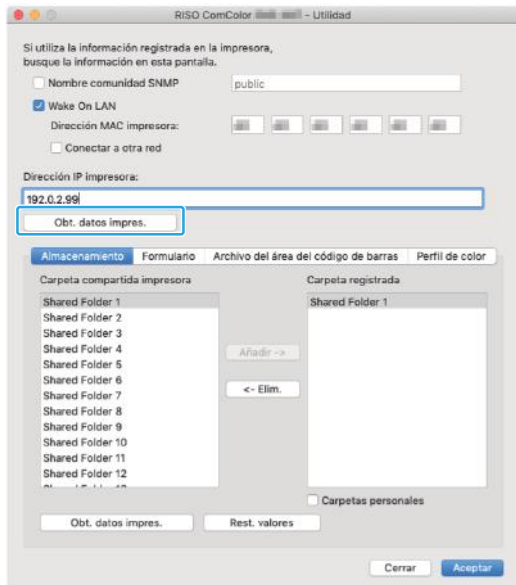 RISO ComColor – Utilidad
Si utiliza la información registrada en la impresora,
busque la información en esta pantalla.
Nombre comunidad SNMP public
Wake On LAN
Dirección MAC impresora:
Conectar a otra red
Dirección IP impresora:
192.0.2.99
Obt. datos impres.
Almacenamiento Formulario Archivo del área del código de barras Perfil de color
Carpeta compartida impresora Carpeta registrada
Shared Folder 1 Shared Folder 1
Shared Folder 2
Shared Folder 3
Shared Folder 4
Añadir ->
Shared Folder 5
Shared Folder 6
<- Elim.
Shared Folder 7
Shared Folder 8
Shared Folder 9
Shared Folder 10
Shared Folder 11
Shared Folder 12
Carpetas personales
Obt. datos impres. Rest. valores
Cerrar Aceptar